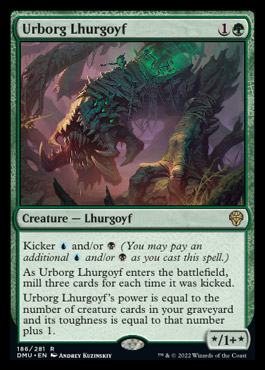 Urborg Lhurgoyf 1
Creature — Lhurgoyf
Kicker and/or (You may pay an
additional and/or as you cast this spell.)
As Urborg Lhurgoyf enters the battlefield,
mill three cards for each time it was kicked.
Urborg Lhurgoyf's power is equal to the
number of creature cards in your graveyard
and its toughness is equal to that number
plus 1.
*/1+*
186/281 R
DMU • EN ANDREY KUZINSKIY ™ & © 2022 Wizards of the Coast